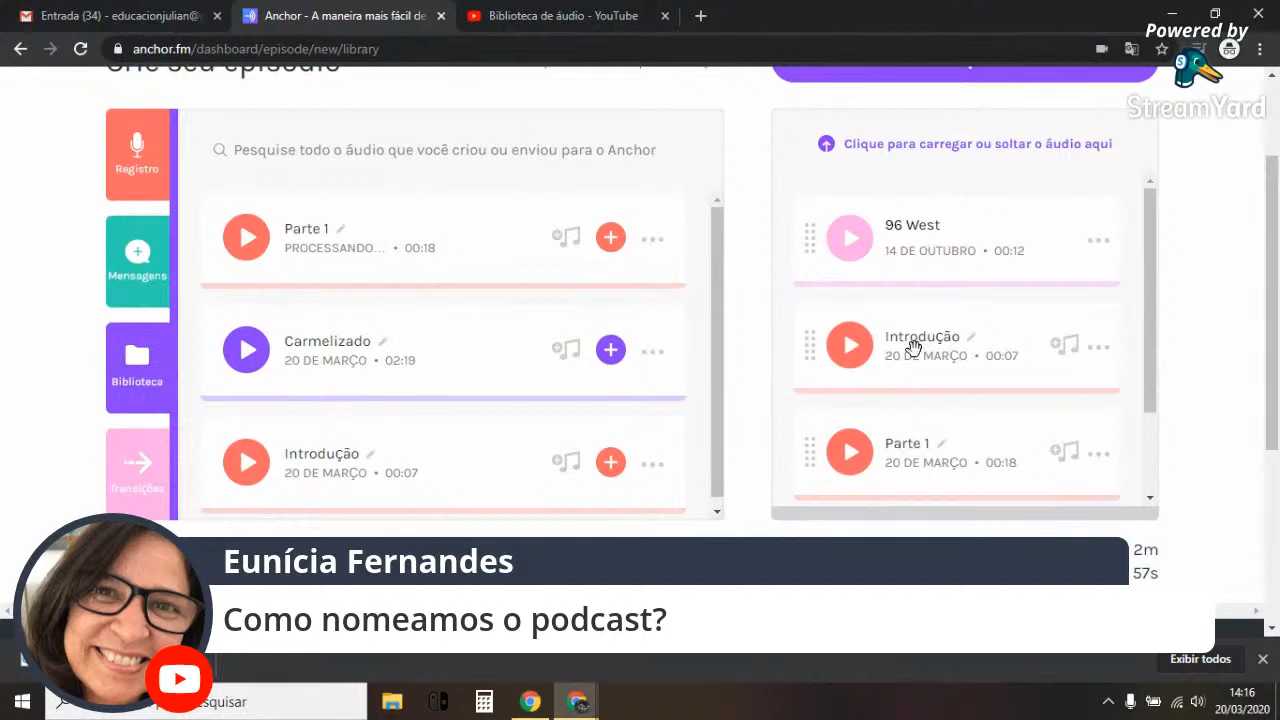 Entrada (34) - educacionjulian@
Anchor - A maneira mais fácil de
Biblioteca de áudio - YouTube
Powered by
StreamYard
anchor.fm/dashboard/episode/new/library
Crie seu episódio
Registro
Mensagens
Biblioteca
Transições
Pesquise todo o áudio que você criou ou enviou para o Anchor
Parte 1
PROCESSANDO... • 00:18
Carmelizado
20 DE MARÇO • 02:19
Introdução
20 DE MARÇO • 00:07
Clique para carregar ou soltar o áudio aqui
96 West
14 DE OUTUBRO • 00:12
Introdução
20 DE MARÇO • 00:07
Parte 1
20 DE MARÇO • 00:18
2m
57s
Eunícia Fernandes
Como nomeamos o podcast?
Exibir todos
14:16
20/03/2020